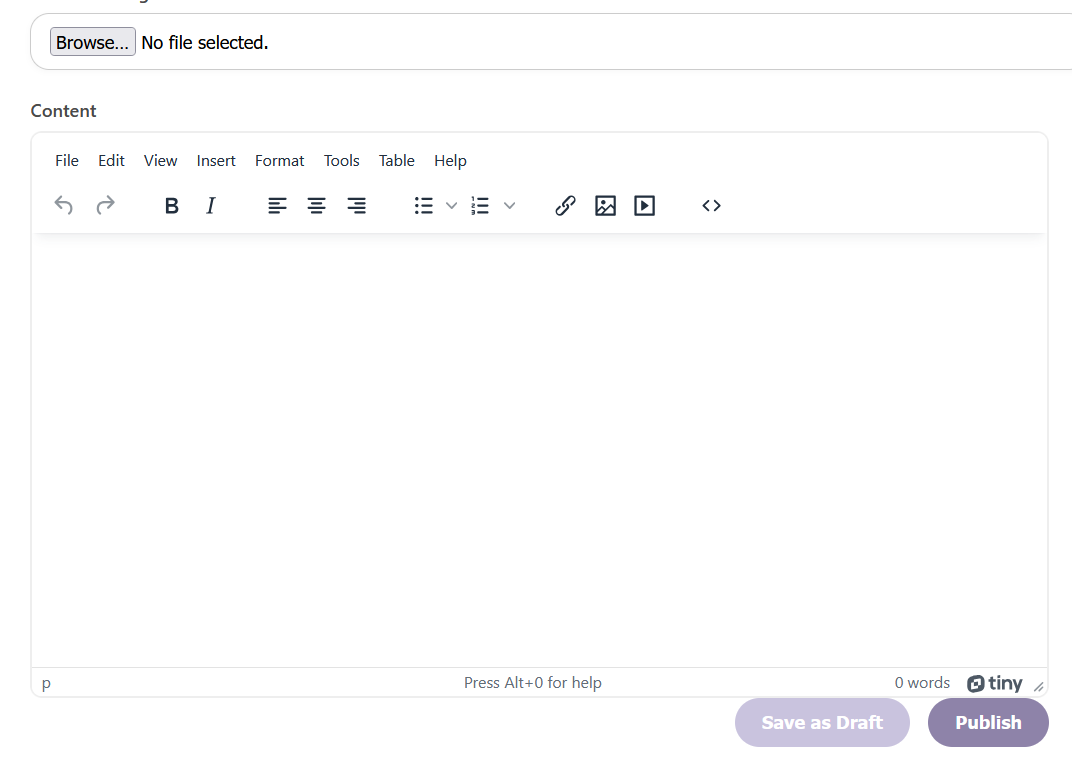 Browse... No file selected.
Content
File Edit View Insert Format Tools Table Help
B I
p Press Alt+0 for help 0 words tiny
Save as Draft Publish